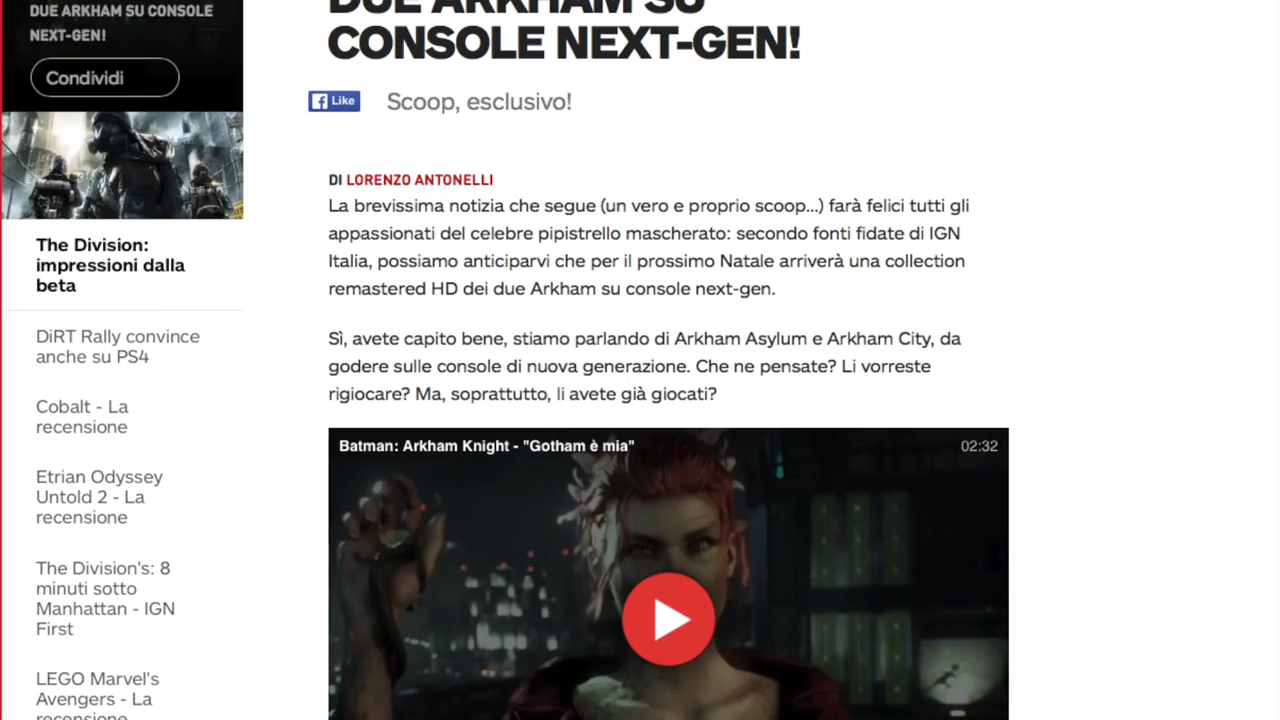 DUE ARKHAM SU CONSOLE
NEXT-GEN!
Condividi
The Division:
impressioni dalla
beta
DiRT Rally convince
anche su PS4
Cobalt - La
recensione
Etrian Odyssey
Untold 2 - La
recensione
The Division's: 8
minuti sotto
Manhattan - IGN
First
LEGO Marvel's
Avengers - La
recensione
DUE ARKHAM SU
CONSOLE NEXT-GEN!
Like
Scoop, esclusivo!
DI LORENZO ANTONELLI
La brevissima notizia che segue (un vero e proprio scoop...) farà felici tutti gli
appassionati del celebre pipistrello mascherato: secondo fonti fidate di IGN
Italia, possiamo anticiparvi che per il prossimo Natale arriverà una collection
remastered HD dei due Arkham su console next-gen.
Sì, avete capito bene, stiamo parlando di Arkham Asylum e Arkham City, da
godere sulle console di nuova generazione. Che ne pensate? Li vorreste
rigiocare? Ma, soprattutto, li avete già giocati?
Batman: Arkham Knight - "Gotham è mia"
02:32